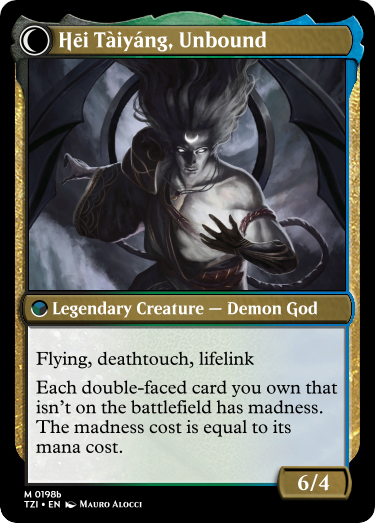 Hēi Tàiyáng, Unbound
Legendary Creature — Demon God
Flying, deathtouch, lifelink
Each double-faced card you own that
isn't on the battlefield has madness.
The madness cost is equal to its
mana cost.
6/4
M 0198b
TZI • EN Mauro Alocci